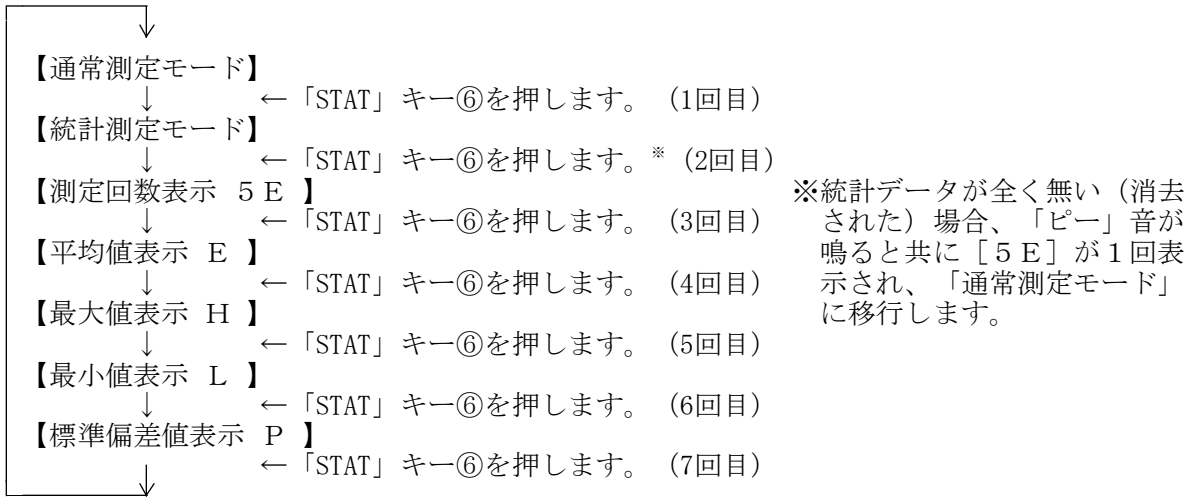 【通常測定モード】
↓ ←「STAT」キー⑥を押します。（1回目）
【統計測定モード】
↓ ←「STAT」キー⑥を押します。※（2回目）
【測定回数表示 ５Ｅ 】
↓ ←「STAT」キー⑥を押します。（3回目）
【平均値表示 Ｅ 】
↓ ←「STAT」キー⑥を押します。（4回目）
【最大値表示 Ｈ 】
↓ ←「STAT」キー⑥を押します。（5回目）
【最小値表示 Ｌ 】
↓ ←「STAT」キー⑥を押します。（6回目）
【標準偏差値表示 Ｐ 】
←「STAT」キー⑥を押します。（7回目）
※統計データが全く無い（消去
された）場合、「ピー」音が
鳴ると共に［５Ｅ］が１回表
示され、「通常測定モード」
に移行します。